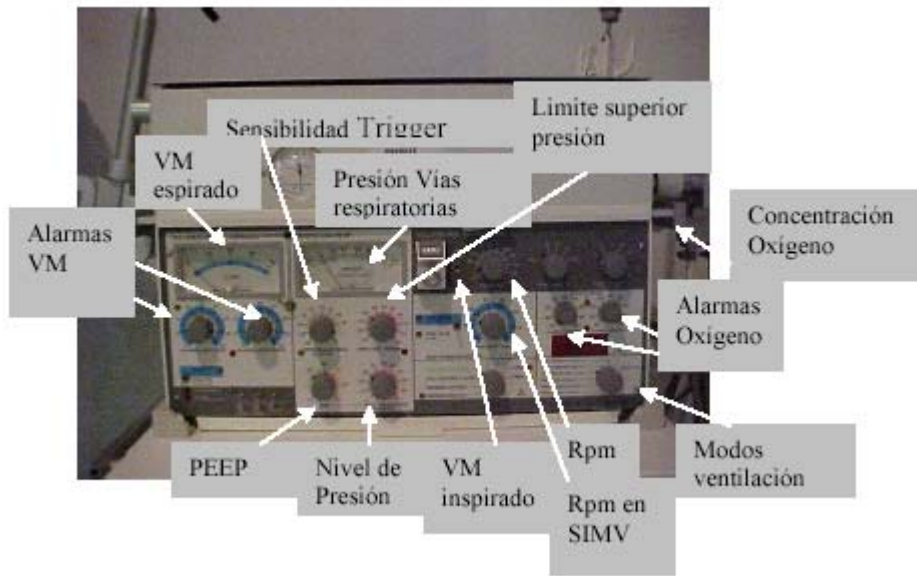 Sensibilidad Trigger
Limite superior
presión
VM
espirado
Presión Vías
respiratorias
Concentración
Oxígeno
Alarmas
VM
Alarmas
Oxígeno
PEEP
Nivel de
Presión
VM
inspirado
Rpm
Rpm en
SIMV
Modos
ventilación